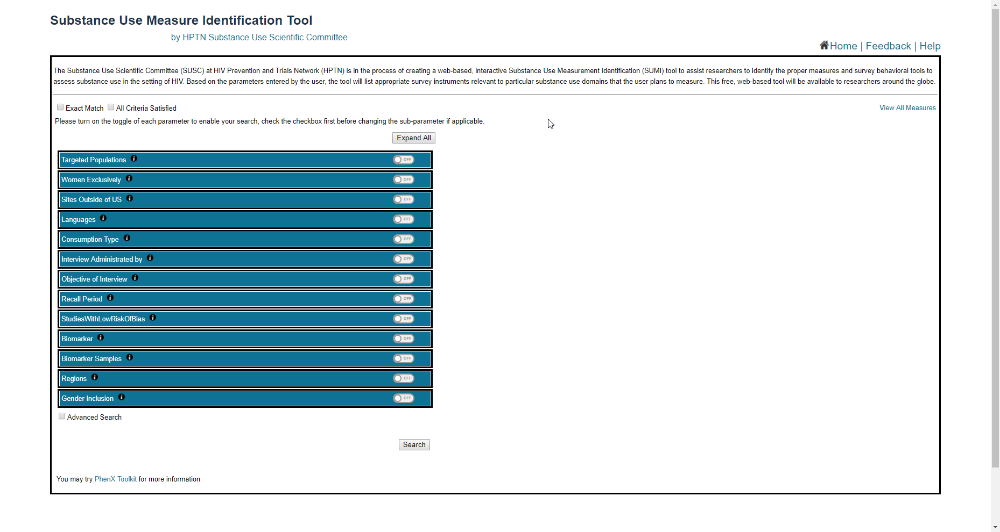 Substance Use Measure Identification Tool
by HPTN Substance Use Scientific Committee
Home | Feedback | Help
The Substance Use Scientific Committee (SUSC) at HIV Prevention and Trials Network (HPTN) is in the process of creating a web-based, interactive Substance Use Measurement Identification (SUMI) tool to assist researchers to identify the proper measures and survey behavioral tools to
assess substance use in the setting of HIV. Based on the parameters entered by the user, the tool will list appropriate survey instruments relevant to particular substance use domains that the user plans to measure. This free, web-based tool will be available to researchers around the globe.
Exact Match All Criteria Satisfied View All Measures
Please turn on the toggle of each parameter to enable your search, check the checkbox first before changing the sub-parameter if applicable.
Expand All
Targeted Populations i OFF
Women Exclusively i OFF
Sites Outside of US i OFF
Languages i OFF
Consumption Type i OFF
Interview Administrated by i OFF
Objective of Interview i OFF
Recall Period i OFF
StudiesWithLowRiskOfBias i OFF
Biomarker i OFF
Biomarker Samples i OFF
Regions i OFF
Gender Inclusion i OFF
Advanced Search
Search
You may try PhenX Toolkit for more information